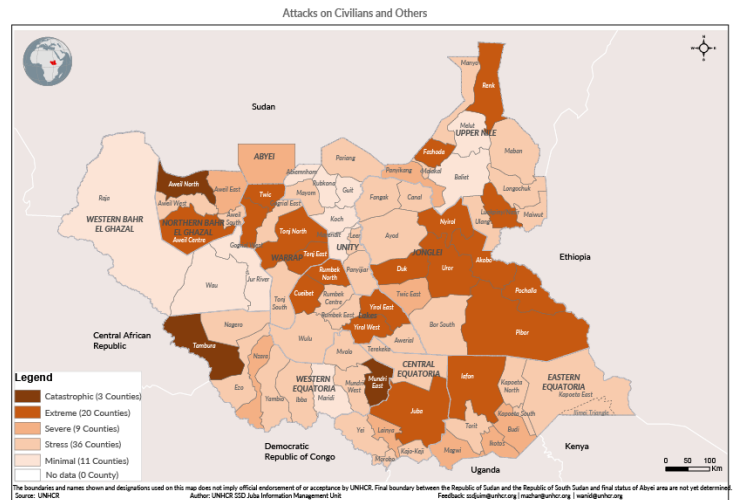 Attacks on Civilians and Others
N
W
E
S
Sudan
Manyo
Renk
Melut
UPPER NILE
Maban
Fashoda
Malakal
Baliet
Panyikang
Longochuk
Maiwut
Ulang
ABYEI
Pariang
Abiemnhom
Rubkona
Guit
Mayom
Fangak
Canal
Aweil North
Aweil East
Aweil West
Aweil South
NORTHERN BAHR
EL GHAZAL
Aweil Centre
Twic
Raja
WESTERN BAHR
EL GHAZAL
Koch
Leer
UNITY
Ayod
Nyirol
JONGLEI
Tonj North
Tonj East
WARRAP
Rumbek
North
Panyijiar
Duk
Uror
Akobo
Ethiopia
Wau
Jur River
Cueibet
Rumbek
Centre
Tonj
South
Rumbek East
Yirol East
Lakes
Yirol West
Twic East
Pochalla
Pibor
Bor South
Central African
Republic
Tambura
Nagero
Wulu
Awerial
Terekeka
Mvolo
Nzara
Ezo
Yambio
Ibba
Maridi
WESTERN
EQUATORIA
Mundri
West
Mundri
East
CENTRAL
EQUATORIA
Juba
Yei
Lainya
Morobo
Kajo-Keji
Magwi
Torit
Kapoeta
North
EASTERN
EQUATORIA
Kapoeta East
Kapoeta South
Ilemi Triangle
Budi
Ikotos
Democratic
Republic of Congo
Uganda
Kenya
Legend
Catastrophic (3 Counties)
Extreme (20 Counties)
Severe (9 Counties)
Stress (36 Counties)
Minimal (11 Counties)
No data (0 County)
0 50 100
Km
The boundaries and names shown and designations used on this map does not imply official endorsement of or acceptance by UNHCR. Final boundary between the Republic of Sudan and the Republic of South Sudan and final status of Abyei area are not yet determined.
Source: UNHCR Author: UNHCR SSD Juba Information Management Unit Feedback: ssdjuim@unhcr.org | machan@unhcr.org | wanid@unhcr.org